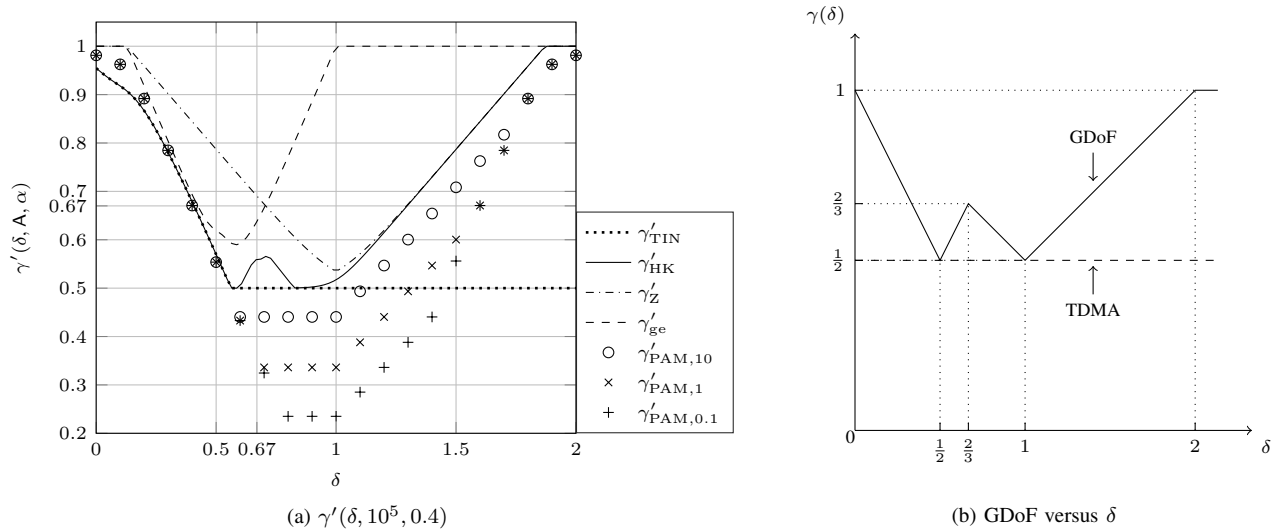 γ′(δ, A, α)
1
0.9
0.8
0.7
0.67
0.6
0.5
0.4
0.3
0.2
0 0.5 0.67 1 1.5 2
δ
γ′TIN
γ′HK
γ′Z
γ′ge
γ′PAM,10
γ′PAM,1
γ′PAM,0.1
(a) γ′(δ, 10⁵, 0.4)
γ(δ)
1
2/3
1/2
0
GDoF
TDMA
1/2 2/3 1 2 δ
(b) GDoF versus δ